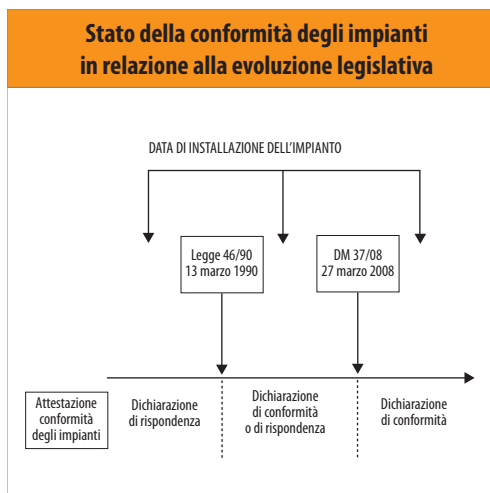 Stato della conformità degli impianti
in relazione alla evoluzione legislativa
DATA DI INSTALLAZIONE DELL'IMPIANTO
Legge 46/90
13 marzo 1990
DM 37/08
27 marzo 2008
Attestazione
conformità
degli impianti
Dichiarazione
di rispondenza
Dichiarazione
di conformità
o di rispondenza
Dichiarazione
di conformità